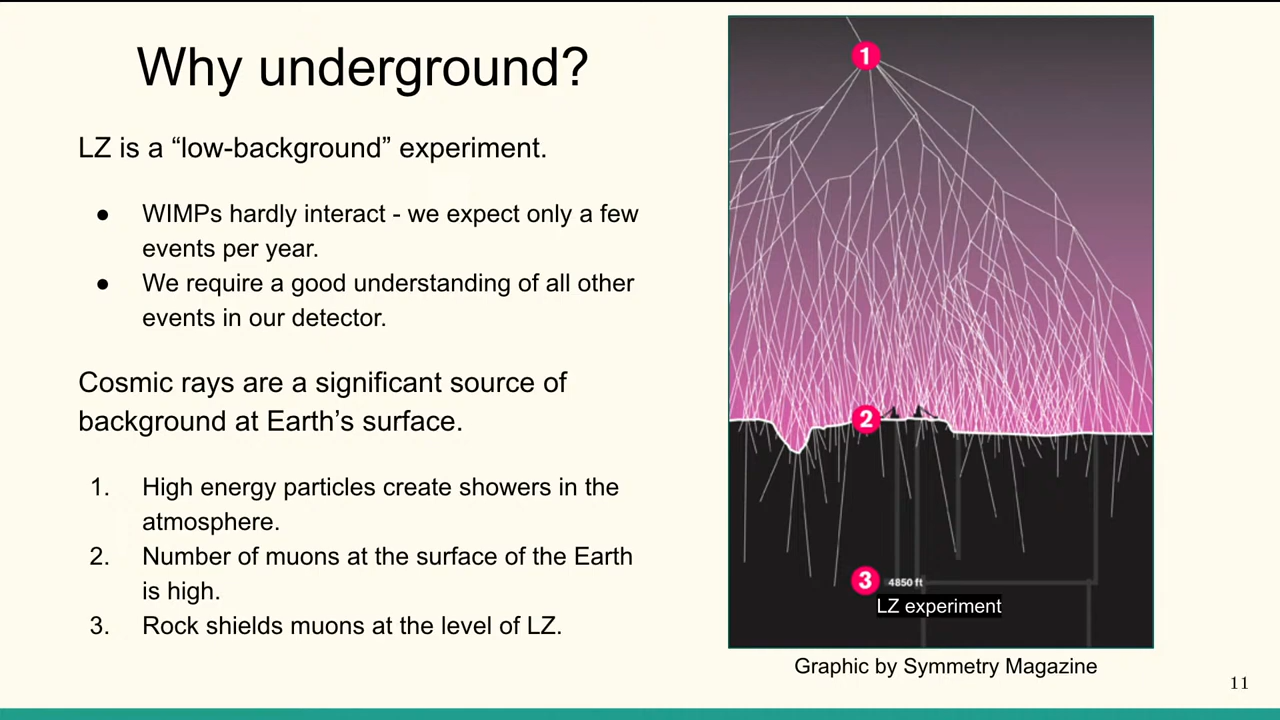 Why underground?
LZ is a “low-background” experiment.
● WIMPs hardly interact - we expect only a few
events per year.
● We require a good understanding of all other
events in our detector.
Cosmic rays are a significant source of
background at Earth’s surface.
1. High energy particles create showers in the
atmosphere.
2. Number of muons at the surface of the Earth
is high.
3. Rock shields muons at the level of LZ.
1
2
3 4850 ft
LZ experiment
Graphic by Symmetry Magazine
11